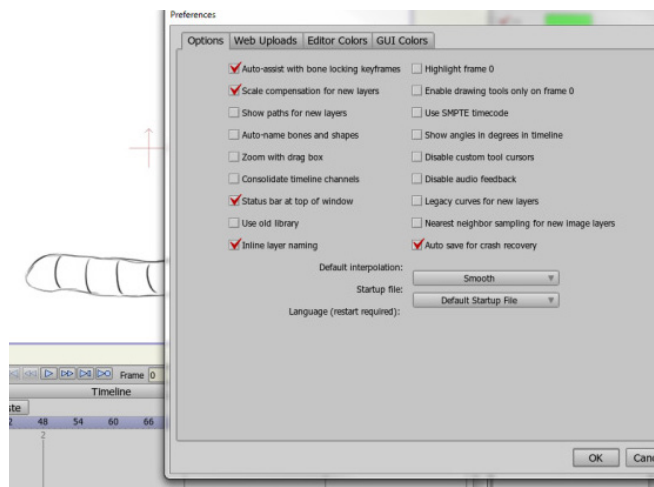 Preferences
Options Web Uploads Editor Colors GUI Colors
Auto-assist with bone locking keyframes
Highlight frame 0
Scale compensation for new layers
Enable drawing tools only on frame 0
Show paths for new layers
Use SMPTE timecode
Auto-name bones and shapes
Show angles in degrees in timeline
Zoom with drag box
Disable custom tool cursors
Consolidate timeline channels
Disable audio feedback
Status bar at top of window
Legacy curves for new layers
Use old library
Nearest neighbor sampling for new image layers
Inline layer naming
Auto save for crash recovery
Default interpolation:
Smooth
Startup file:
Default Startup File
Language (restart required):
Frame 0
Timeline
ste
48 54 60 66
2
OK Canc